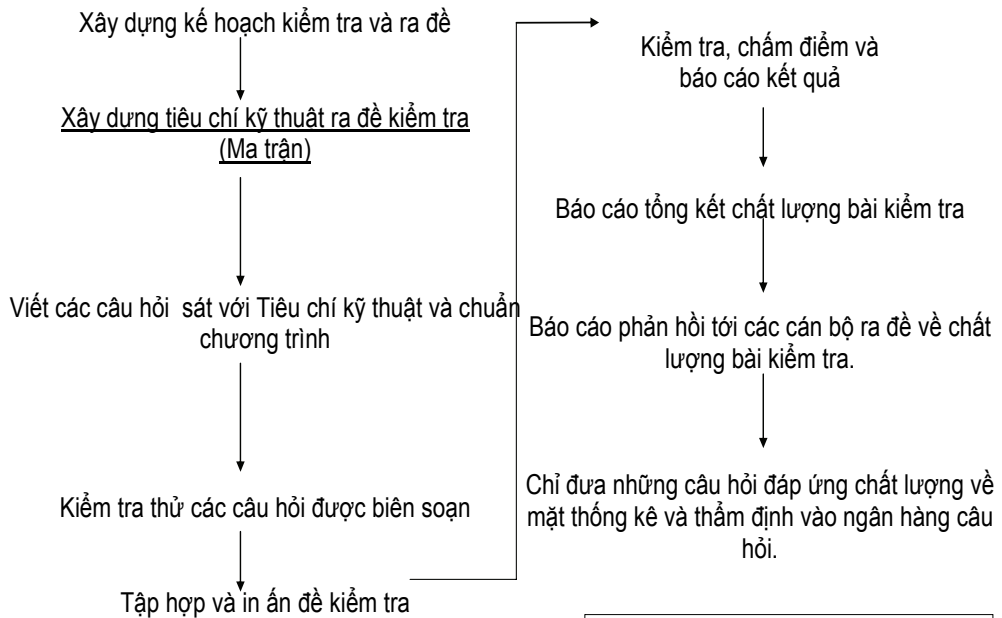 Xây dựng kế hoạch kiểm tra và ra đề
Xây dưng tiêu chí kỹ thuật ra đề kiểm tra
(Ma trận)
Viết các câu hỏi sát với Tiêu chí kỹ thuật và chuẩn
chương trình
Kiểm tra thử các câu hỏi được biên soạn
Tập hợp và in ấn đề kiểm tra
Kiểm tra, chấm điểm và
báo cáo kết quả
Báo cáo tổng kết chất lượng bài kiểm tra
Báo cáo phản hồi tới các cán bộ ra đề về chất
lượng bài kiểm tra.
Chỉ đưa những câu hỏi đáp ứng chất lượng về
mặt thống kê và thẩm định vào ngân hàng câu
hỏi.